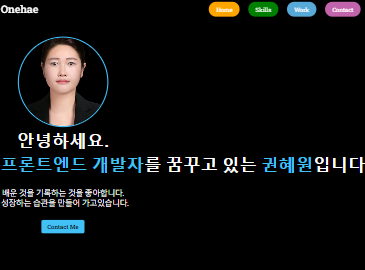 Onehae
Home Skills Work Contact
안녕하세요.
프론트엔드 개발자를 꿈꾸고 있는 권혜원입니다
배운 것을 기록하는 것을 좋아합니다.
성장하는 습관을 만들어 가고있습니다.
Contact Me